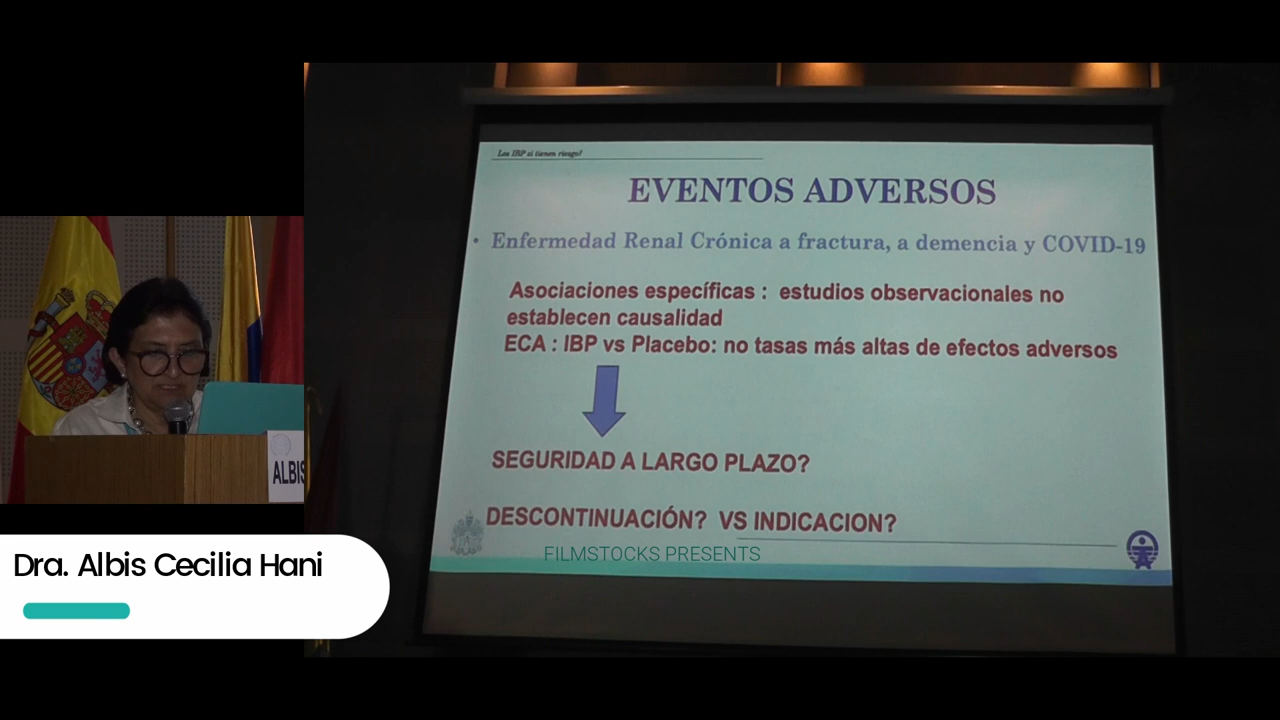 Los IBP si tienen riesgo!
EVENTOS ADVERSOS
• Enfermedad Renal Crónica a fractura, a demencia y COVID-19
Asociaciones específicas : estudios observacionales no
establecen causalidad
ECA : IBP vs Placebo: no tasas más altas de efectos adversos
SEGURIDAD A LARGO PLAZO?
DESCONTINUACIÓN? VS INDICACION?
FILMSTOCKS PRESENTS
ALBIS
Dra. Albis Cecilia Hani